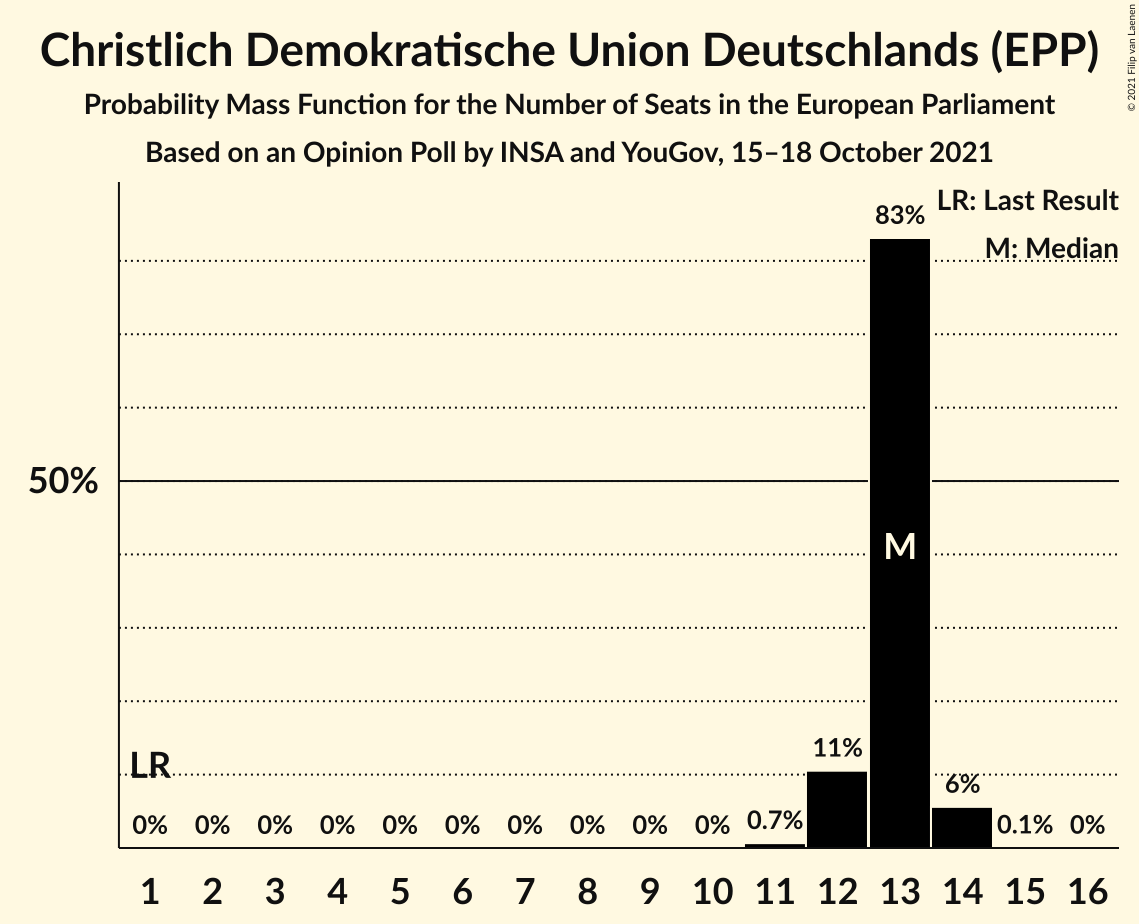 Christlich Demokratische Union Deutschlands (EPP)
Probability Mass Function for the Number of Seats in the European Parliament
Based on an Opinion Poll by INSA and YouGov, 15–18 October 2021
© 2021 Filip van Laenen
LR: Last Result
M: Median
83%
50%
M
11%
LR
6%
0% 0% 0% 0% 0% 0% 0% 0% 0% 0% 0.7% 0.1% 0%
1 2 3 4 5 6 7 8 9 10 11 12 13 14 15 16